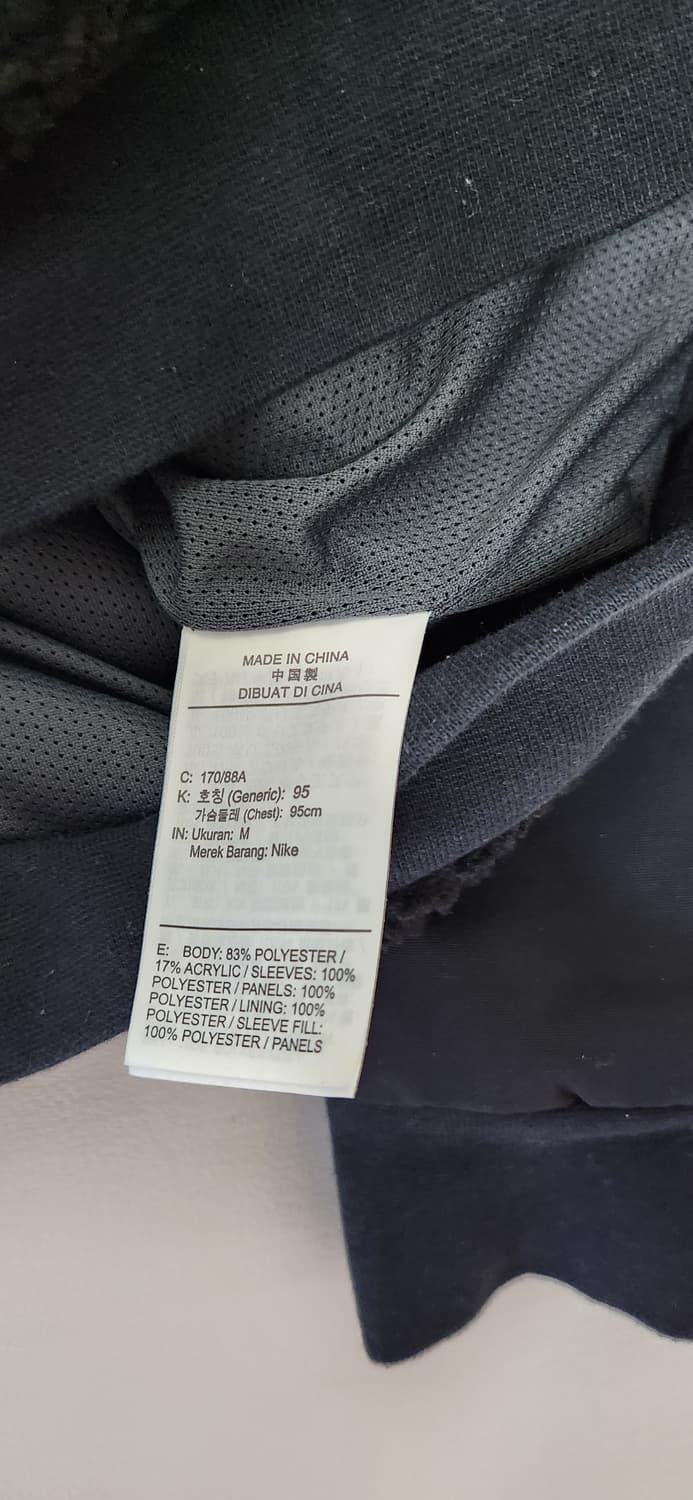 MADE IN CHINA
中国製
DIBUAT DI CINA
C: 170/88A
K: 호칭 (Generic): 95
가슴둘레 (Chest): 95cm
IN: Ukuran: M
Merek Barang: Nike
E: BODY: 83% POLYESTER /
17% ACRYLIC / SLEEVES: 100%
POLYESTER / PANELS: 100%
POLYESTER / LINING: 100%
POLYESTER / SLEEVE FILL:
100% POLYESTER / PANELS